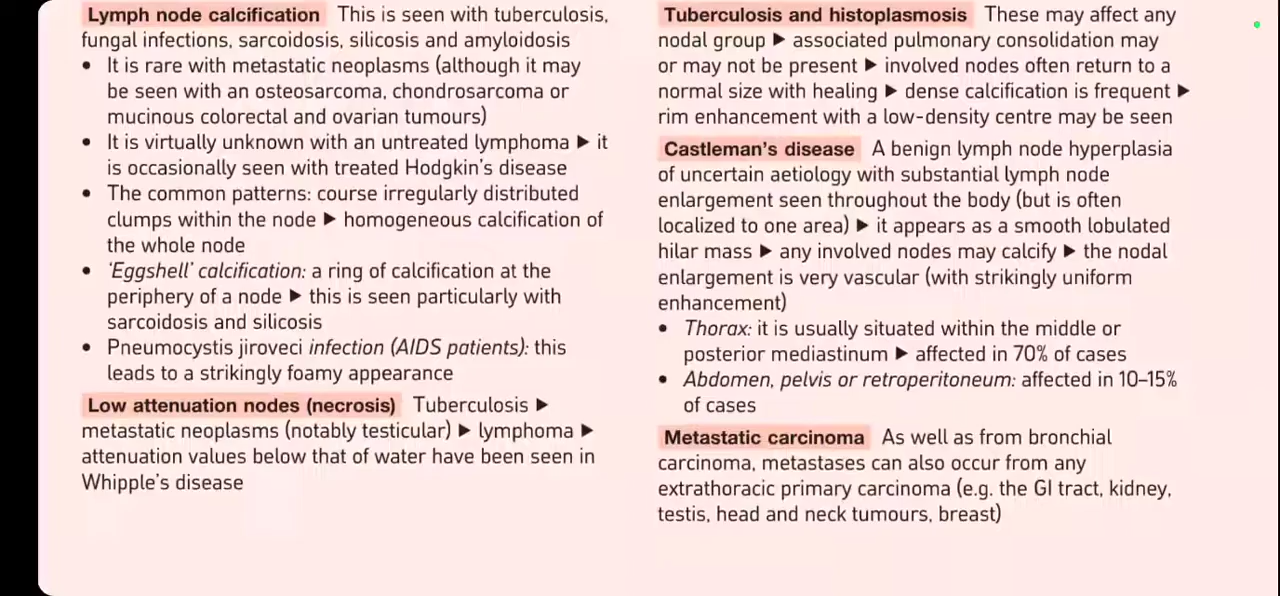 Lymph node calcification This is seen with tuberculosis,
fungal infections, sarcoidosis, silicosis and amyloidosis
• It is rare with metastatic neoplasms (although it may
be seen with an osteosarcoma, chondrosarcoma or
mucinous colorectal and ovarian tumours)
• It is virtually unknown with an untreated lymphoma ▶ it
is occasionally seen with treated Hodgkin's disease
• The common patterns: course irregularly distributed
clumps within the node ▶ homogeneous calcification of
the whole node
• 'Eggshell' calcification: a ring of calcification at the
periphery of a node ▶ this is seen particularly with
sarcoidosis and silicosis
• Pneumocystis jiroveci infection (AIDS patients): this
leads to a strikingly foamy appearance
Low attenuation nodes (necrosis) Tuberculosis ▶
metastatic neoplasms (notably testicular) ▶ lymphoma ▶
attenuation values below that of water have been seen in
Whipple's disease
Tuberculosis and histoplasmosis These may affect any
nodal group ▶ associated pulmonary consolidation may
or may not be present ▶ involved nodes often return to a
normal size with healing ▶ dense calcification is frequent ▶
rim enhancement with a low-density centre may be seen
Castleman's disease A benign lymph node hyperplasia
of uncertain aetiology with substantial lymph node
enlargement seen throughout the body (but is often
localized to one area) ▶ it appears as a smooth lobulated
hilar mass ▶ any involved nodes may calcify ▶ the nodal
enlargement is very vascular (with strikingly uniform
enhancement)
• Thorax: it is usually situated within the middle or
posterior mediastinum ▶ affected in 70% of cases
• Abdomen, pelvis or retroperitoneum: affected in 10–15%
of cases
Metastatic carcinoma As well as from bronchial
carcinoma, metastases can also occur from any
extrathoracic primary carcinoma (e.g. the GI tract, kidney,
testis, head and neck tumours, breast)